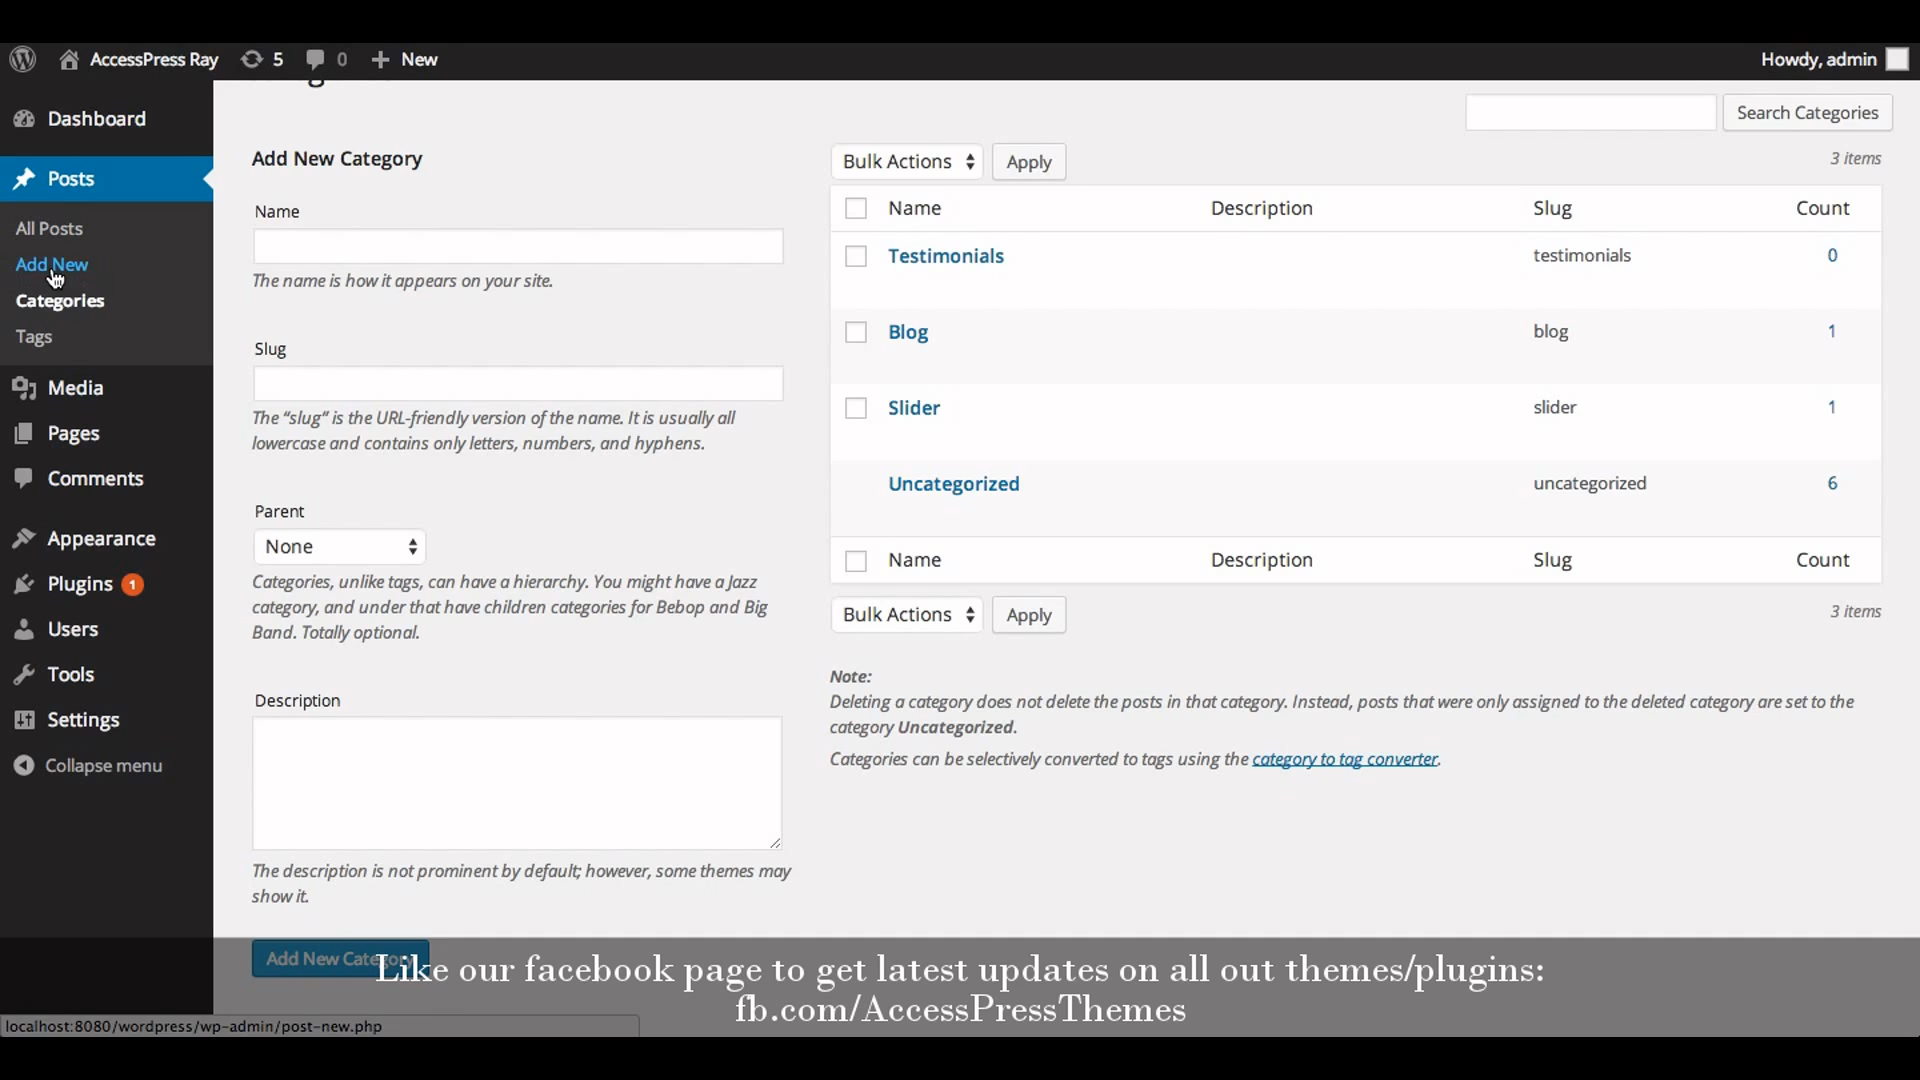 AccessPress Ray 5 0 New Howdy, admin
Dashboard
Posts
All Posts
Add New
Categories
Tags
Media
Pages
Comments
Appearance
Plugins 1
Users
Tools
Settings
Collapse menu
Search Categories
Add New Category
Name
The name is how it appears on your site.
Slug
The “slug” is the URL-friendly version of the name. It is usually all
lowercase and contains only letters, numbers, and hyphens.
Parent
None
Categories, unlike tags, can have a hierarchy. You might have a Jazz
category, and under that have children categories for Bebop and Big
Band. Totally optional.
Description
The description is not prominent by default; however, some themes may
show it.
Add New Category
Bulk Actions Apply 3 items
Name Description Slug Count
Testimonials testimonials 0
Blog blog 1
Slider slider 1
Uncategorized uncategorized 6
Name Description Slug Count
Bulk Actions Apply 3 items
Note:
Deleting a category does not delete the posts in that category. Instead, posts that were only assigned to the deleted category are set to the
category Uncategorized.
Categories can be selectively converted to tags using the category to tag converter.
Like our facebook page to get latest updates on all out themes/plugins:
fb.com/AccessPressThemes
localhost:8080/wordpress/wp-admin/post-new.php